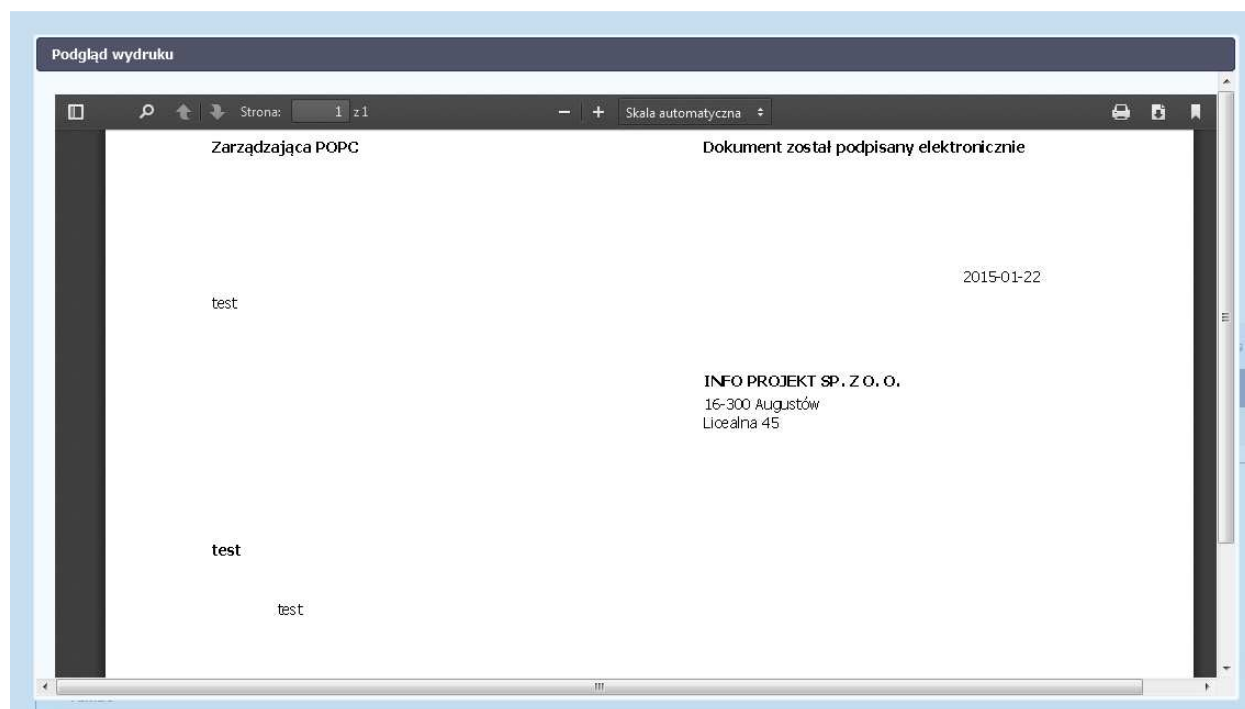 Podgląd wydruku
Strona: 1 z 1 Skala automatyczna
Zarządzająca POPC Dokument został podpisany elektronicznie
2015-01-22
test
INFO PROJEKT SP. Z O. O.
16-300 Augustów
Licealna 45
test
test